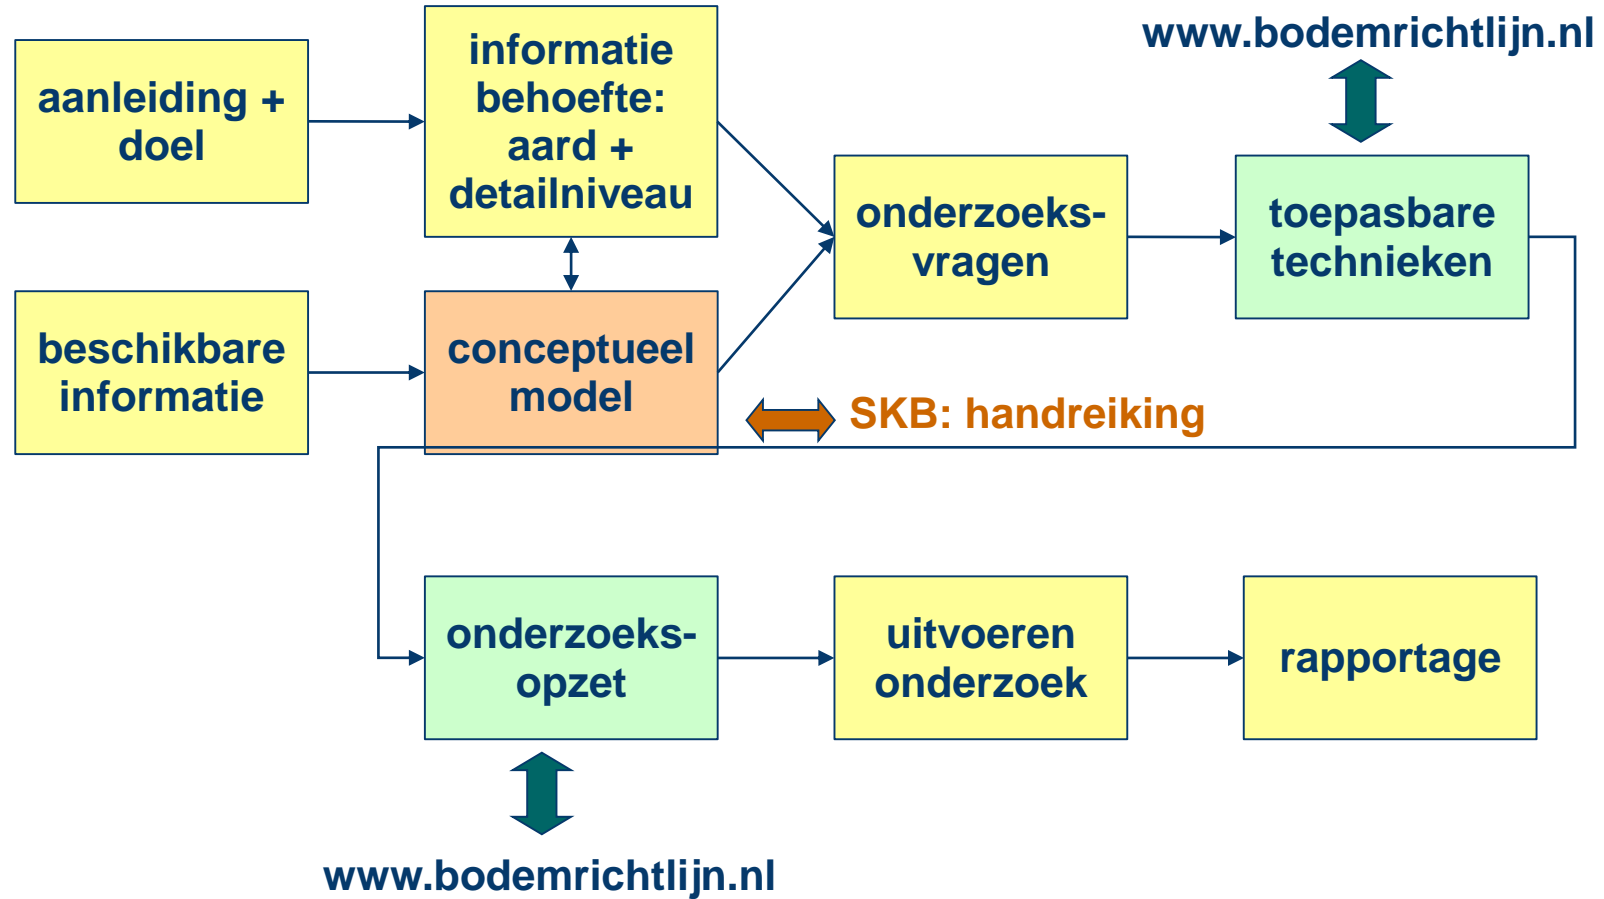 www.bodemrichtlijn.nl
aanleiding +
doel
informatie
behoefte:
aard +
detailniveau
onderzoeks-
vragen
toepasbare
technieken
beschikbare
informatie
conceptueel
model
SKB: handreiking
onderzoeks-
opzet
uitvoeren
onderzoek
rapportage
www.bodemrichtlijn.nl